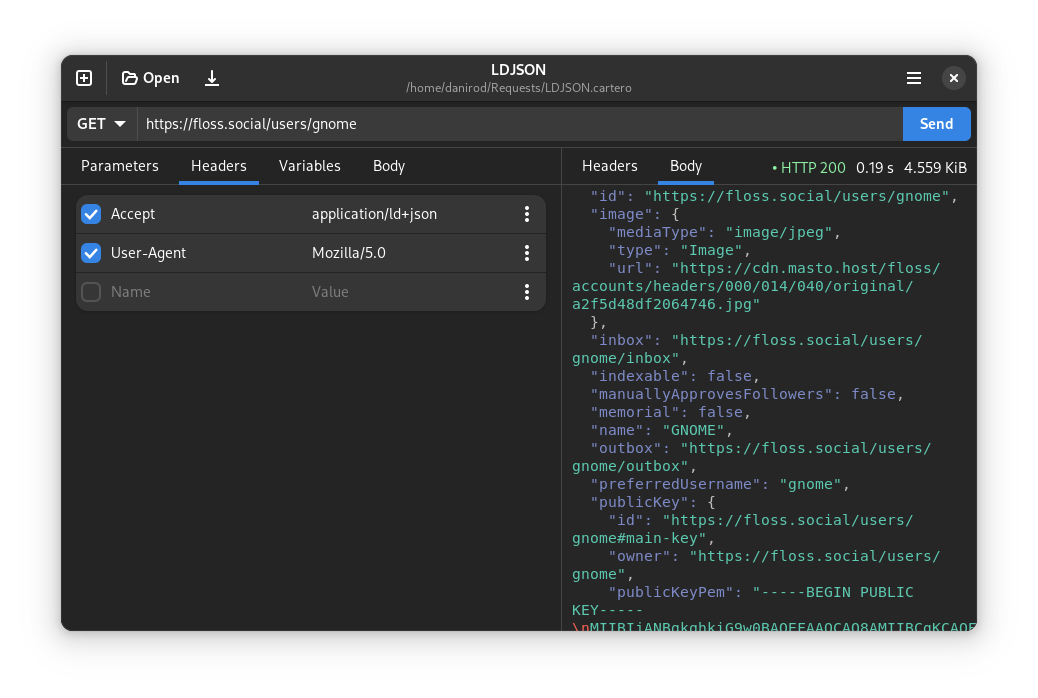 Open
LDJSON
/home/danirod/Requests/LDJSON.cartero
GET
https://floss.social/users/gnome
Send
Parameters Headers Variables Body
Accept application/ld+json
User-Agent Mozilla/5.0
Name Value
Headers Body • HTTP 200 0.19 s 4.559 KiB
"id": "https://floss.social/users/gnome",
"image": {
"mediaType": "image/jpeg",
"type": "Image",
"url": "https://cdn.masto.host/floss/
accounts/headers/000/014/040/original/
a2f5d48df2064746.jpg"
},
"inbox": "https://floss.social/users/
gnome/inbox",
"indexable": false,
"manuallyApprovesFollowers": false,
"memorial": false,
"name": "GNOME",
"outbox": "https://floss.social/users/
gnome/outbox",
"preferredUsername": "gnome",
"publicKey": {
"id": "https://floss.social/users/
gnome#main-key",
"owner": "https://floss.social/users/
gnome",
"publicKeyPem": "-----BEGIN PUBLIC
KEY-----